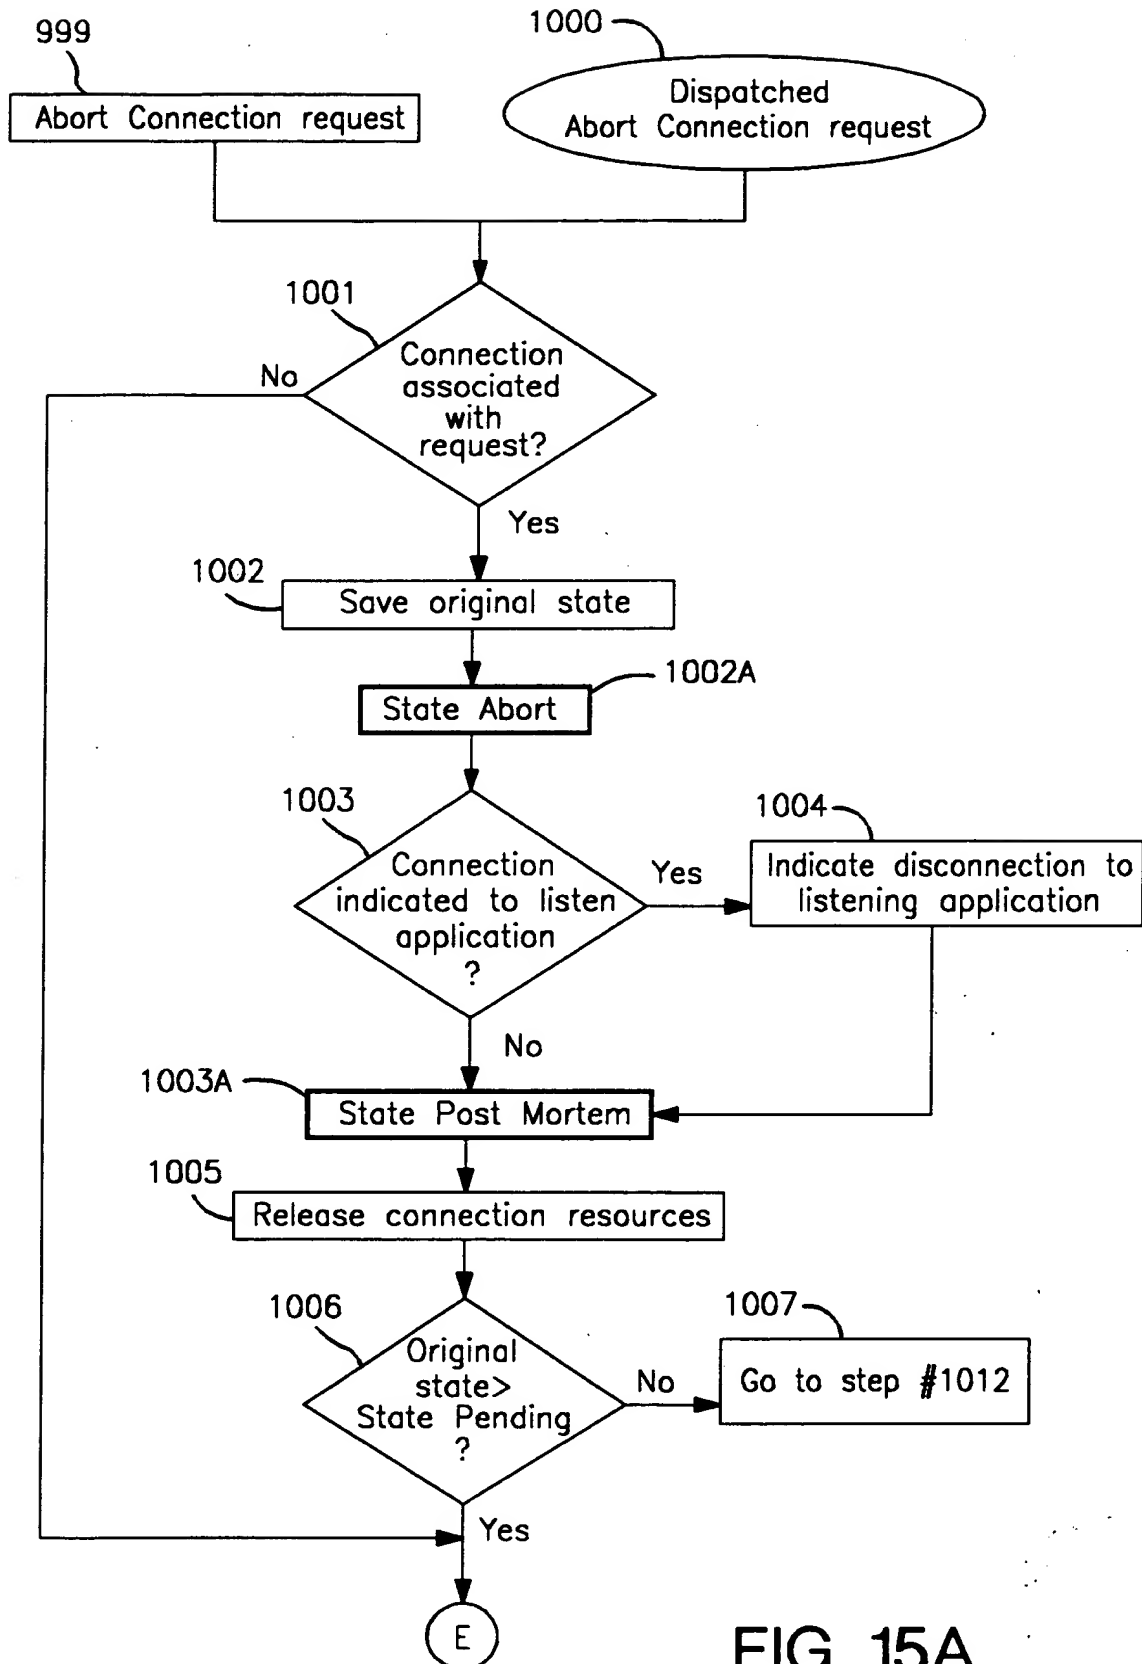 999
1000
Abort Connection request
Dispatched
Abort Connection request
1001
No
Connection
associated
with
request?
Yes
1002
Save original state
1002A
State Abort
1003
1004
Connection
indicated to listen
application
?
Yes
Indicate disconnection to
listening application
No
1003A
State Post Mortem
1005
Release connection resources
1006
1007
Original
state>
State Pending
?
No
Go to step #1012
Yes
E
FIG. 15A